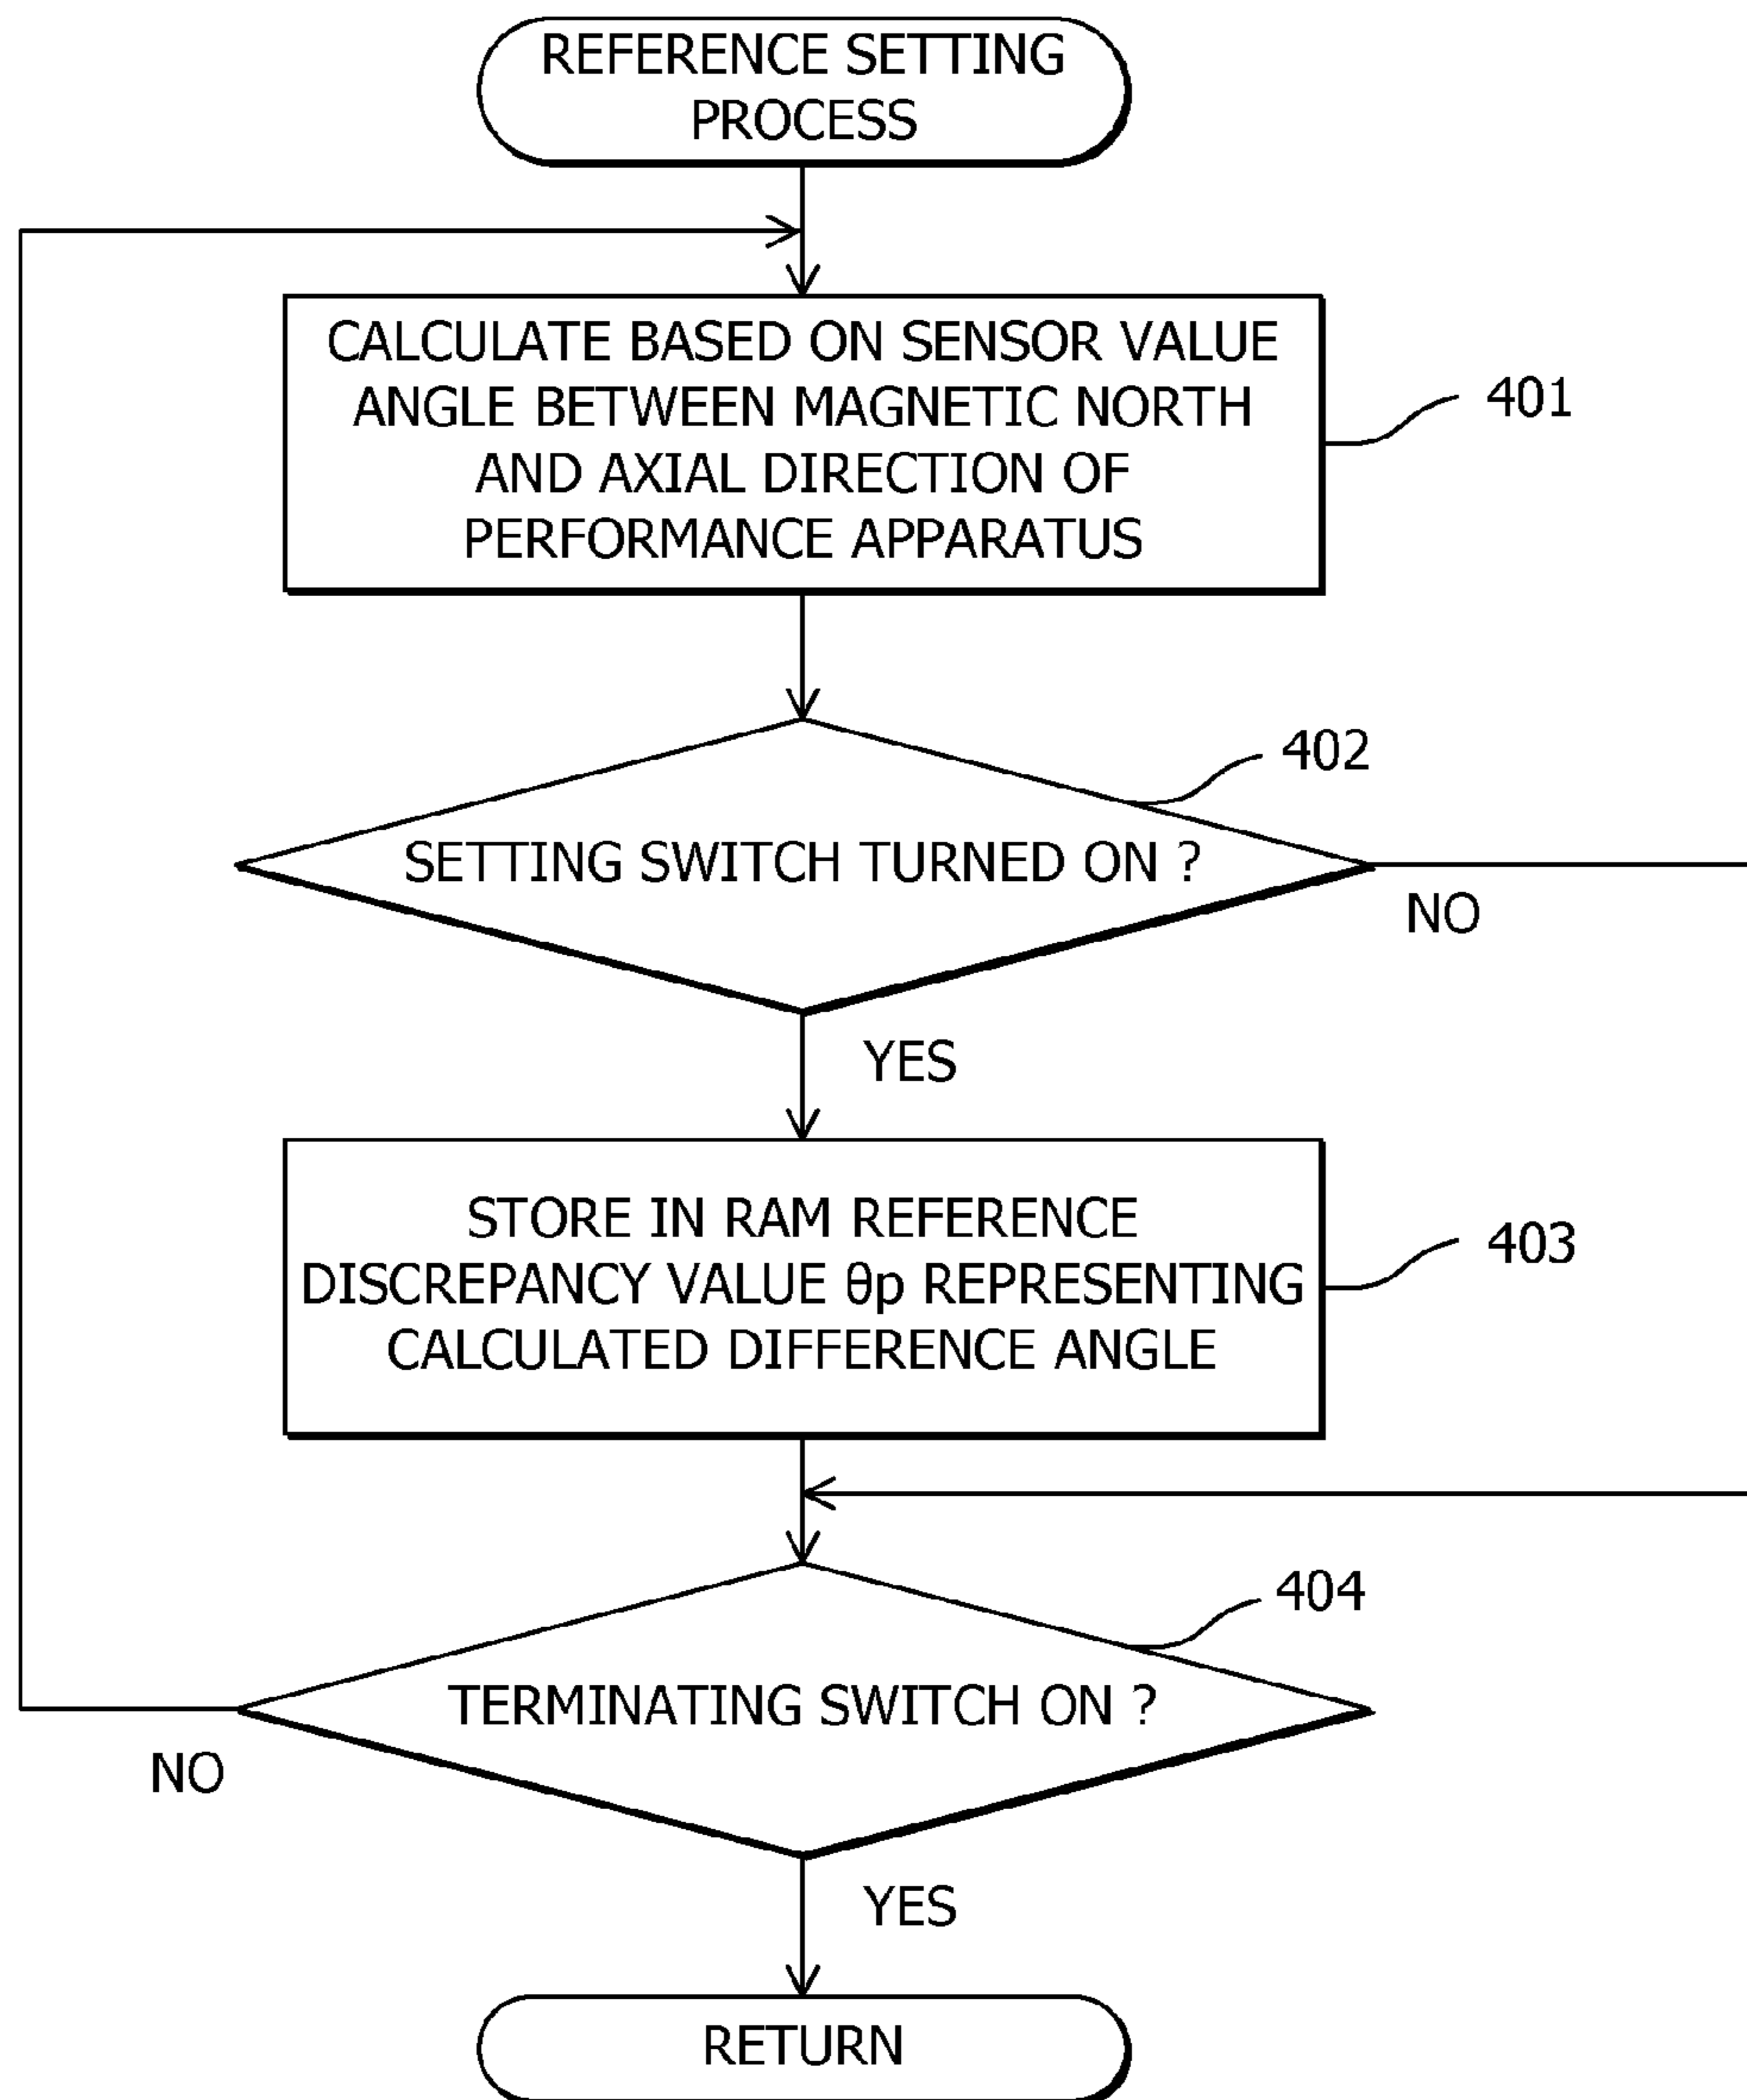 REFERENCE SETTING
PROCESS
CALCULATE BASED ON SENSOR VALUE
ANGLE BETWEEN MAGNETIC NORTH
AND AXIAL DIRECTION OF
PERFORMANCE APPARATUS
401
402
SETTING SWITCH TURNED ON ?
NO
YES
STORE IN RAM REFERENCE
DISCREPANCY VALUE θp REPRESENTING
CALCULATED DIFFERENCE ANGLE
403
404
TERMINATING SWITCH ON ?
NO
YES
RETURN